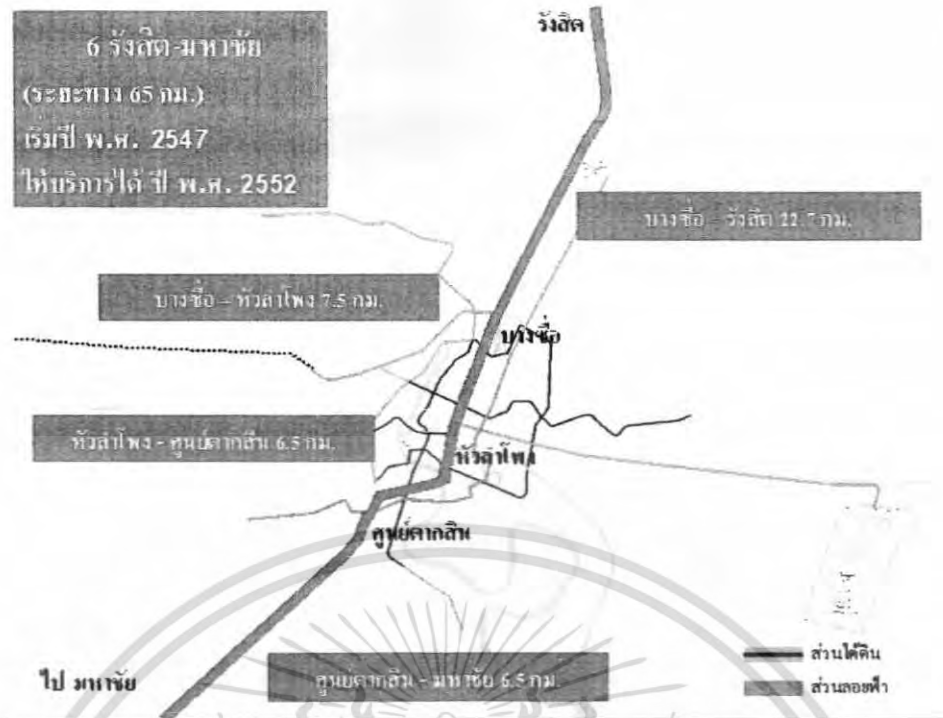 รังสิต
6 รังสิต-มหาชัย
(ระยะทาง 65 กม.)
เริ่มปี พ.ศ. 2547
ให้บริการได้ ปี พ.ศ. 2552
บางซื่อ – รังสิต 22.7 กม.
บางซื่อ – หัวลำโพง 7.5 กม.
บางซื่อ
หัวลำโพง - ศูนย์ตากสิน 6.5 กม.
หัวลำโพง
ศูนย์ตากสิน
ไป มหาชัย
ศูนย์ตากสิน - มหาชัย 6.5 กม.
ส่วนใต้ดิน
ส่วนลอยฟ้า